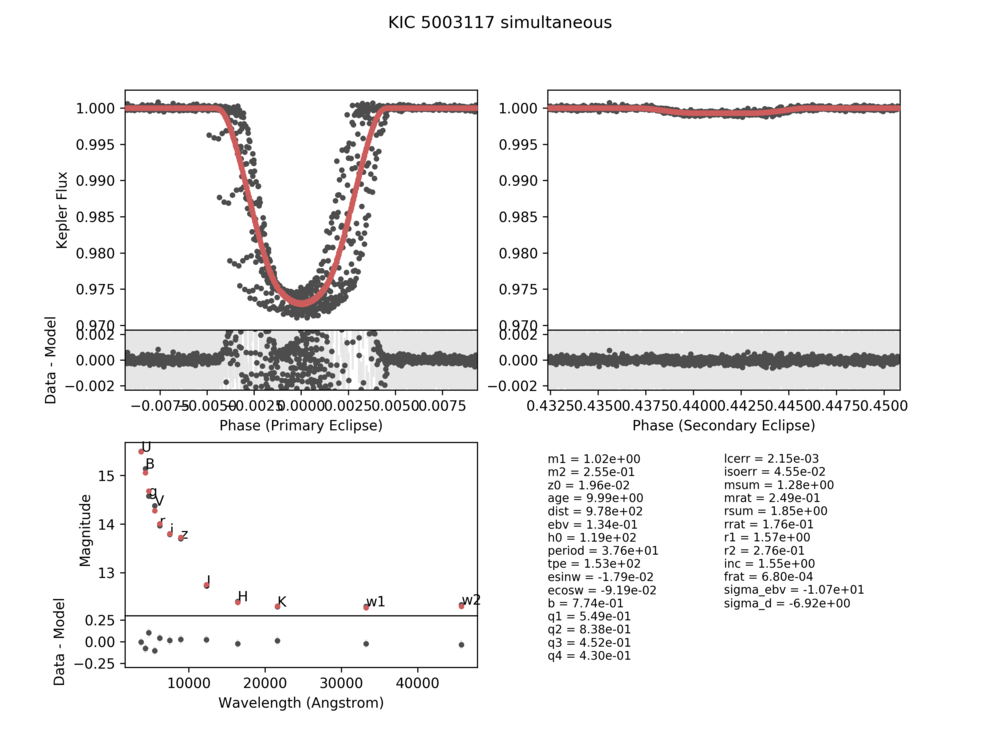 KIC 5003117 simultaneous
1.000
0.995
0.990
0.985
0.980
0.975
0.970
Kepler Flux
0.002
0.000
−0.002
Data - Model
−0.0075 −0.0050 −0.0025 0.0000 0.0025 0.0050 0.0075
Phase (Primary Eclipse)
1.000
0.995
0.990
0.985
0.980
0.975
0.970
0.002
0.000
−0.002
0.4325 0.4350 0.4375 0.4400 0.4425 0.4450 0.4475 0.4500
Phase (Secondary Eclipse)
15
14
13
Magnitude
U
B
g
V
r
i
z
J
H
K
w1
w2
0.25
0.00
−0.25
Data - Model
10000 20000 30000 40000
Wavelength (Angstrom)
m1 = 1.02e+00
m2 = 2.55e-01
z0 = 1.96e-02
age = 9.99e+00
dist = 9.78e+02
ebv = 1.34e-01
h0 = 1.19e+02
period = 3.76e+01
tpe = 1.53e+02
esinw = -1.79e-02
ecosw = -9.19e-02
b = 7.74e-01
q1 = 5.49e-01
q2 = 8.38e-01
q3 = 4.52e-01
q4 = 4.30e-01
lcerr = 2.15e-03
isoerr = 4.55e-02
msum = 1.28e+00
mrat = 2.49e-01
rsum = 1.85e+00
rrat = 1.76e-01
r1 = 1.57e+00
r2 = 2.76e-01
inc = 1.55e+00
frat = 6.80e-04
sigma_ebv = -1.07e+01
sigma_d = -6.92e+00